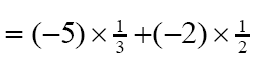 = (−5) × 1/3 + (−2) × 1/2